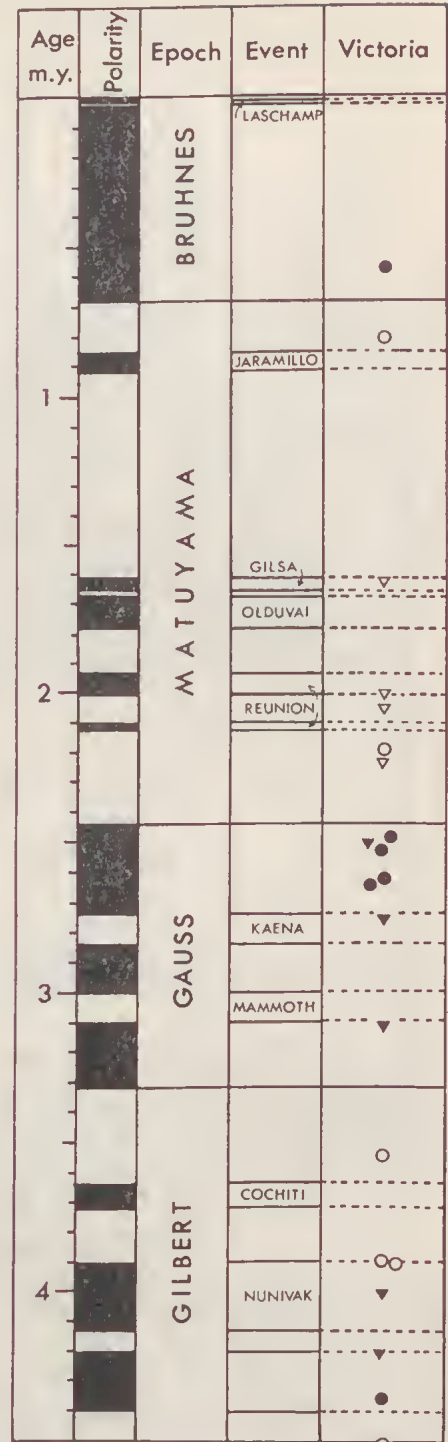 Age
m.y.
Polarity
Epoch
Event
Victoria
LASCHAMP
BRUHNES
JARAMILLO
1
MATUYAMA
GILSA
OLDUVAI
2
REUNION
GAUSS
KAENA
3
MAMMOTH
GILBERT
COCHITI
4
NUNIVAK